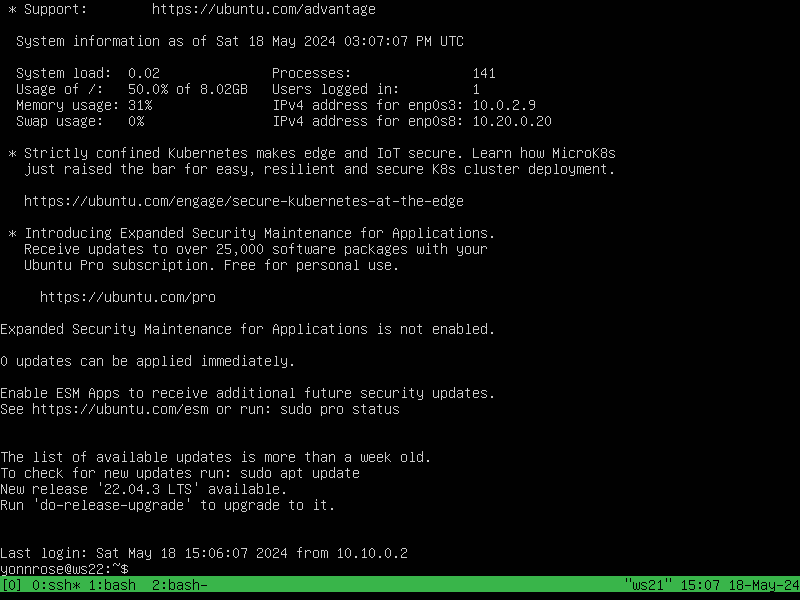 * Support:        https://ubuntu.com/advantage

  System information as of Sat 18 May 2024 03:07:07 PM UTC

  System load:  0.02              Processes:               141
  Usage of /:   50.0% of 8.02GB   Users logged in:         1
  Memory usage: 31%               IPv4 address for enp0s3: 10.0.2.9
  Swap usage:   0%                IPv4 address for enp0s8: 10.20.0.20

 * Strictly confined Kubernetes makes edge and IoT secure. Learn how MicroK8s
   just raised the bar for easy, resilient and secure K8s cluster deployment.

   https://ubuntu.com/engage/secure-kubernetes-at-the-edge

 * Introducing Expanded Security Maintenance for Applications.
   Receive updates to over 25,000 software packages with your
   Ubuntu Pro subscription. Free for personal use.

     https://ubuntu.com/pro

Expanded Security Maintenance for Applications is not enabled.

0 updates can be applied immediately.

Enable ESM Apps to receive additional future security updates.
See https://ubuntu.com/esm or run: sudo pro status


The list of available updates is more than a week old.
To check for new updates run: sudo apt update
New release '22.04.3 LTS' available.
Run 'do-release-upgrade' to upgrade to it.


Last login: Sat May 18 15:06:07 2024 from 10.10.0.2
yonnrose@ws22:~$
[0] 0:ssh* 1:bash  2:bash-                                                    "ws21" 15:07 18-May-24